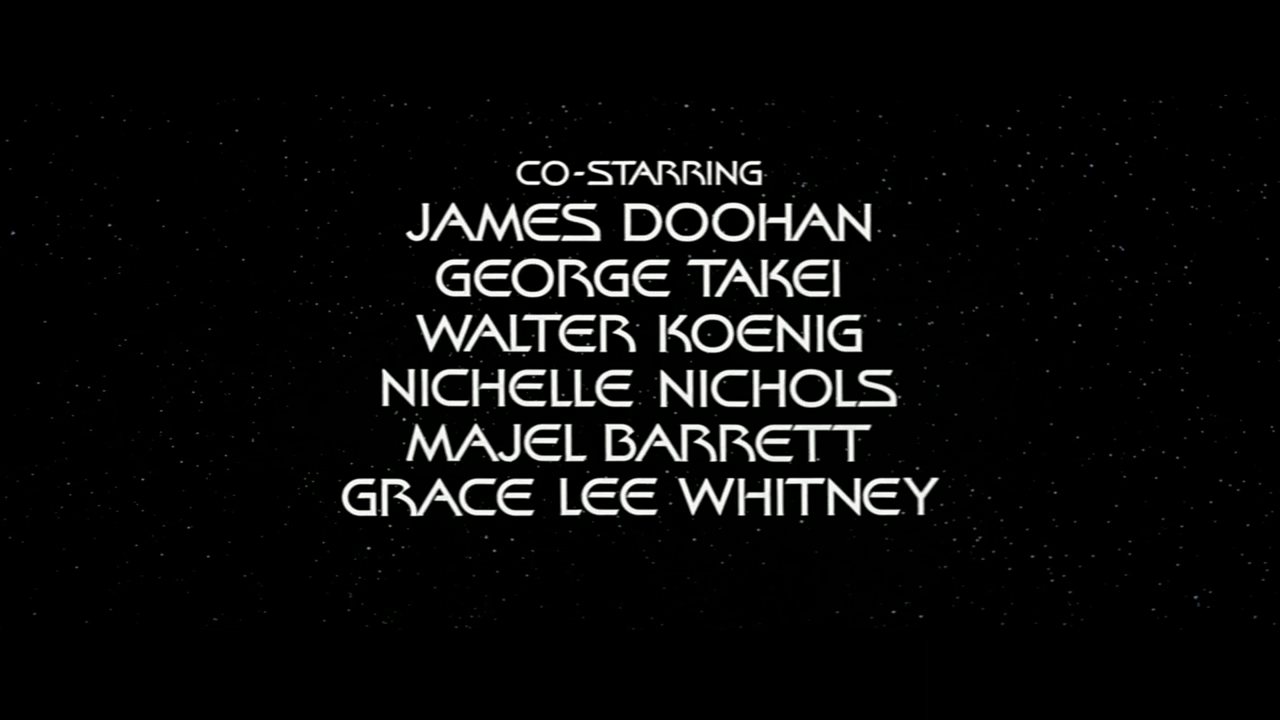 CO-STARRING
JAMES DOOHAN
GEORGE TAKEI
WALTER KOENIG
NICHELLE NICHOLS
MAJEL BARRETT
GRACE LEE WHITNEY